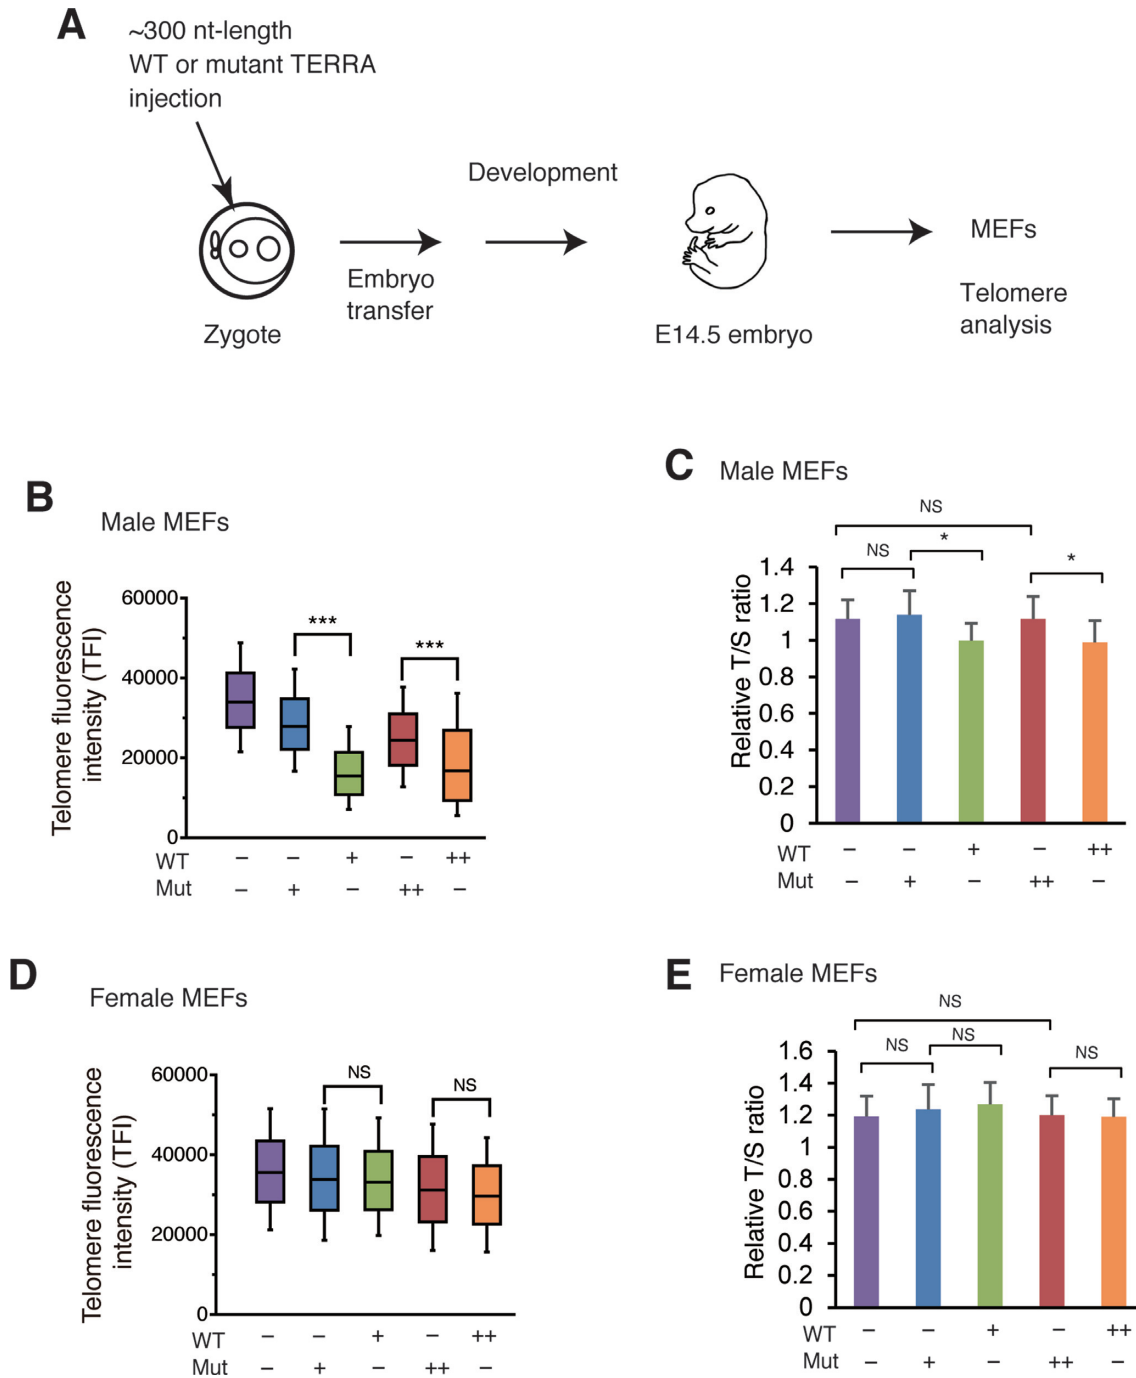 A
~300 nt-length
WT or mutant TERRA
injection
Development
Embryo
transfer
Zygote
E14.5 embryo
MEFs
Telomere
analysis
B
Male MEFs
Telomere fluorescence
intensity (TFI)
60000
40000
20000
0
***
***
WT – – + – ++
Mut – + – ++ –
C
Male MEFs
NS
NS
*
*
Relative T/S ratio
1.4
1.2
1
0.8
0.6
0.4
0.2
0
WT – – + – ++
Mut – + – ++ –
D
Female MEFs
Telomere fluorescence
intensity (TFI)
60000
40000
20000
0
NS
NS
WT – – + – ++
Mut – + – ++ –
E
Female MEFs
NS
NS
NS
NS
Relative T/S ratio
1.6
1.4
1.2
1
0.8
0.6
0.4
0.2
0
WT – – + – ++
Mut – + – ++ –